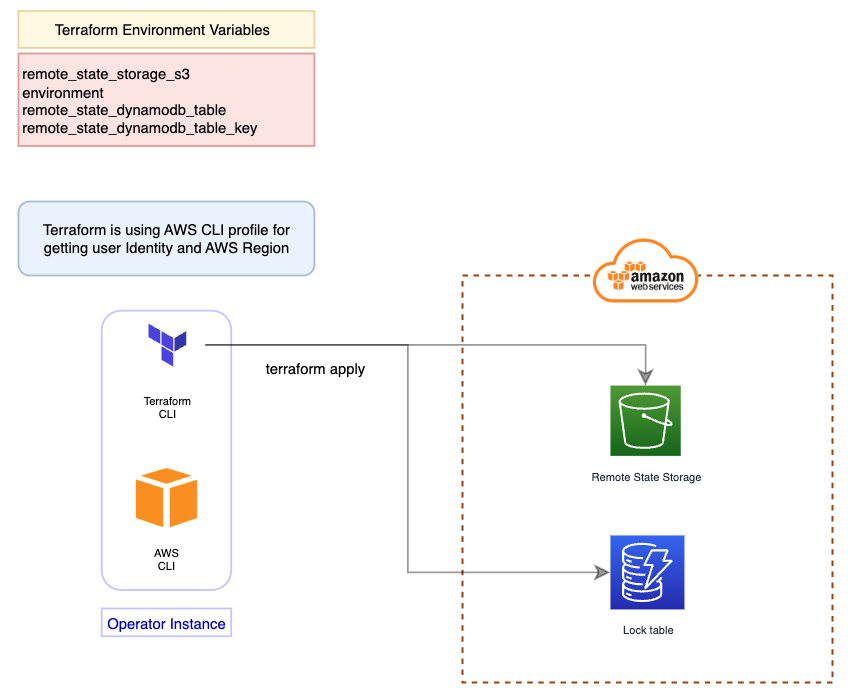 Terraform Environment Variables
remote_state_storage_s3
environment
remote_state_dynamodb_table
remote_state_dynamodb_table_key
Terraform is using AWS CLI profile for
getting user Identity and AWS Region
amazon
webservices
Terraform
CLI
terraform apply
Remote State Storage
AWS
CLI
Operator Instance
Lock table